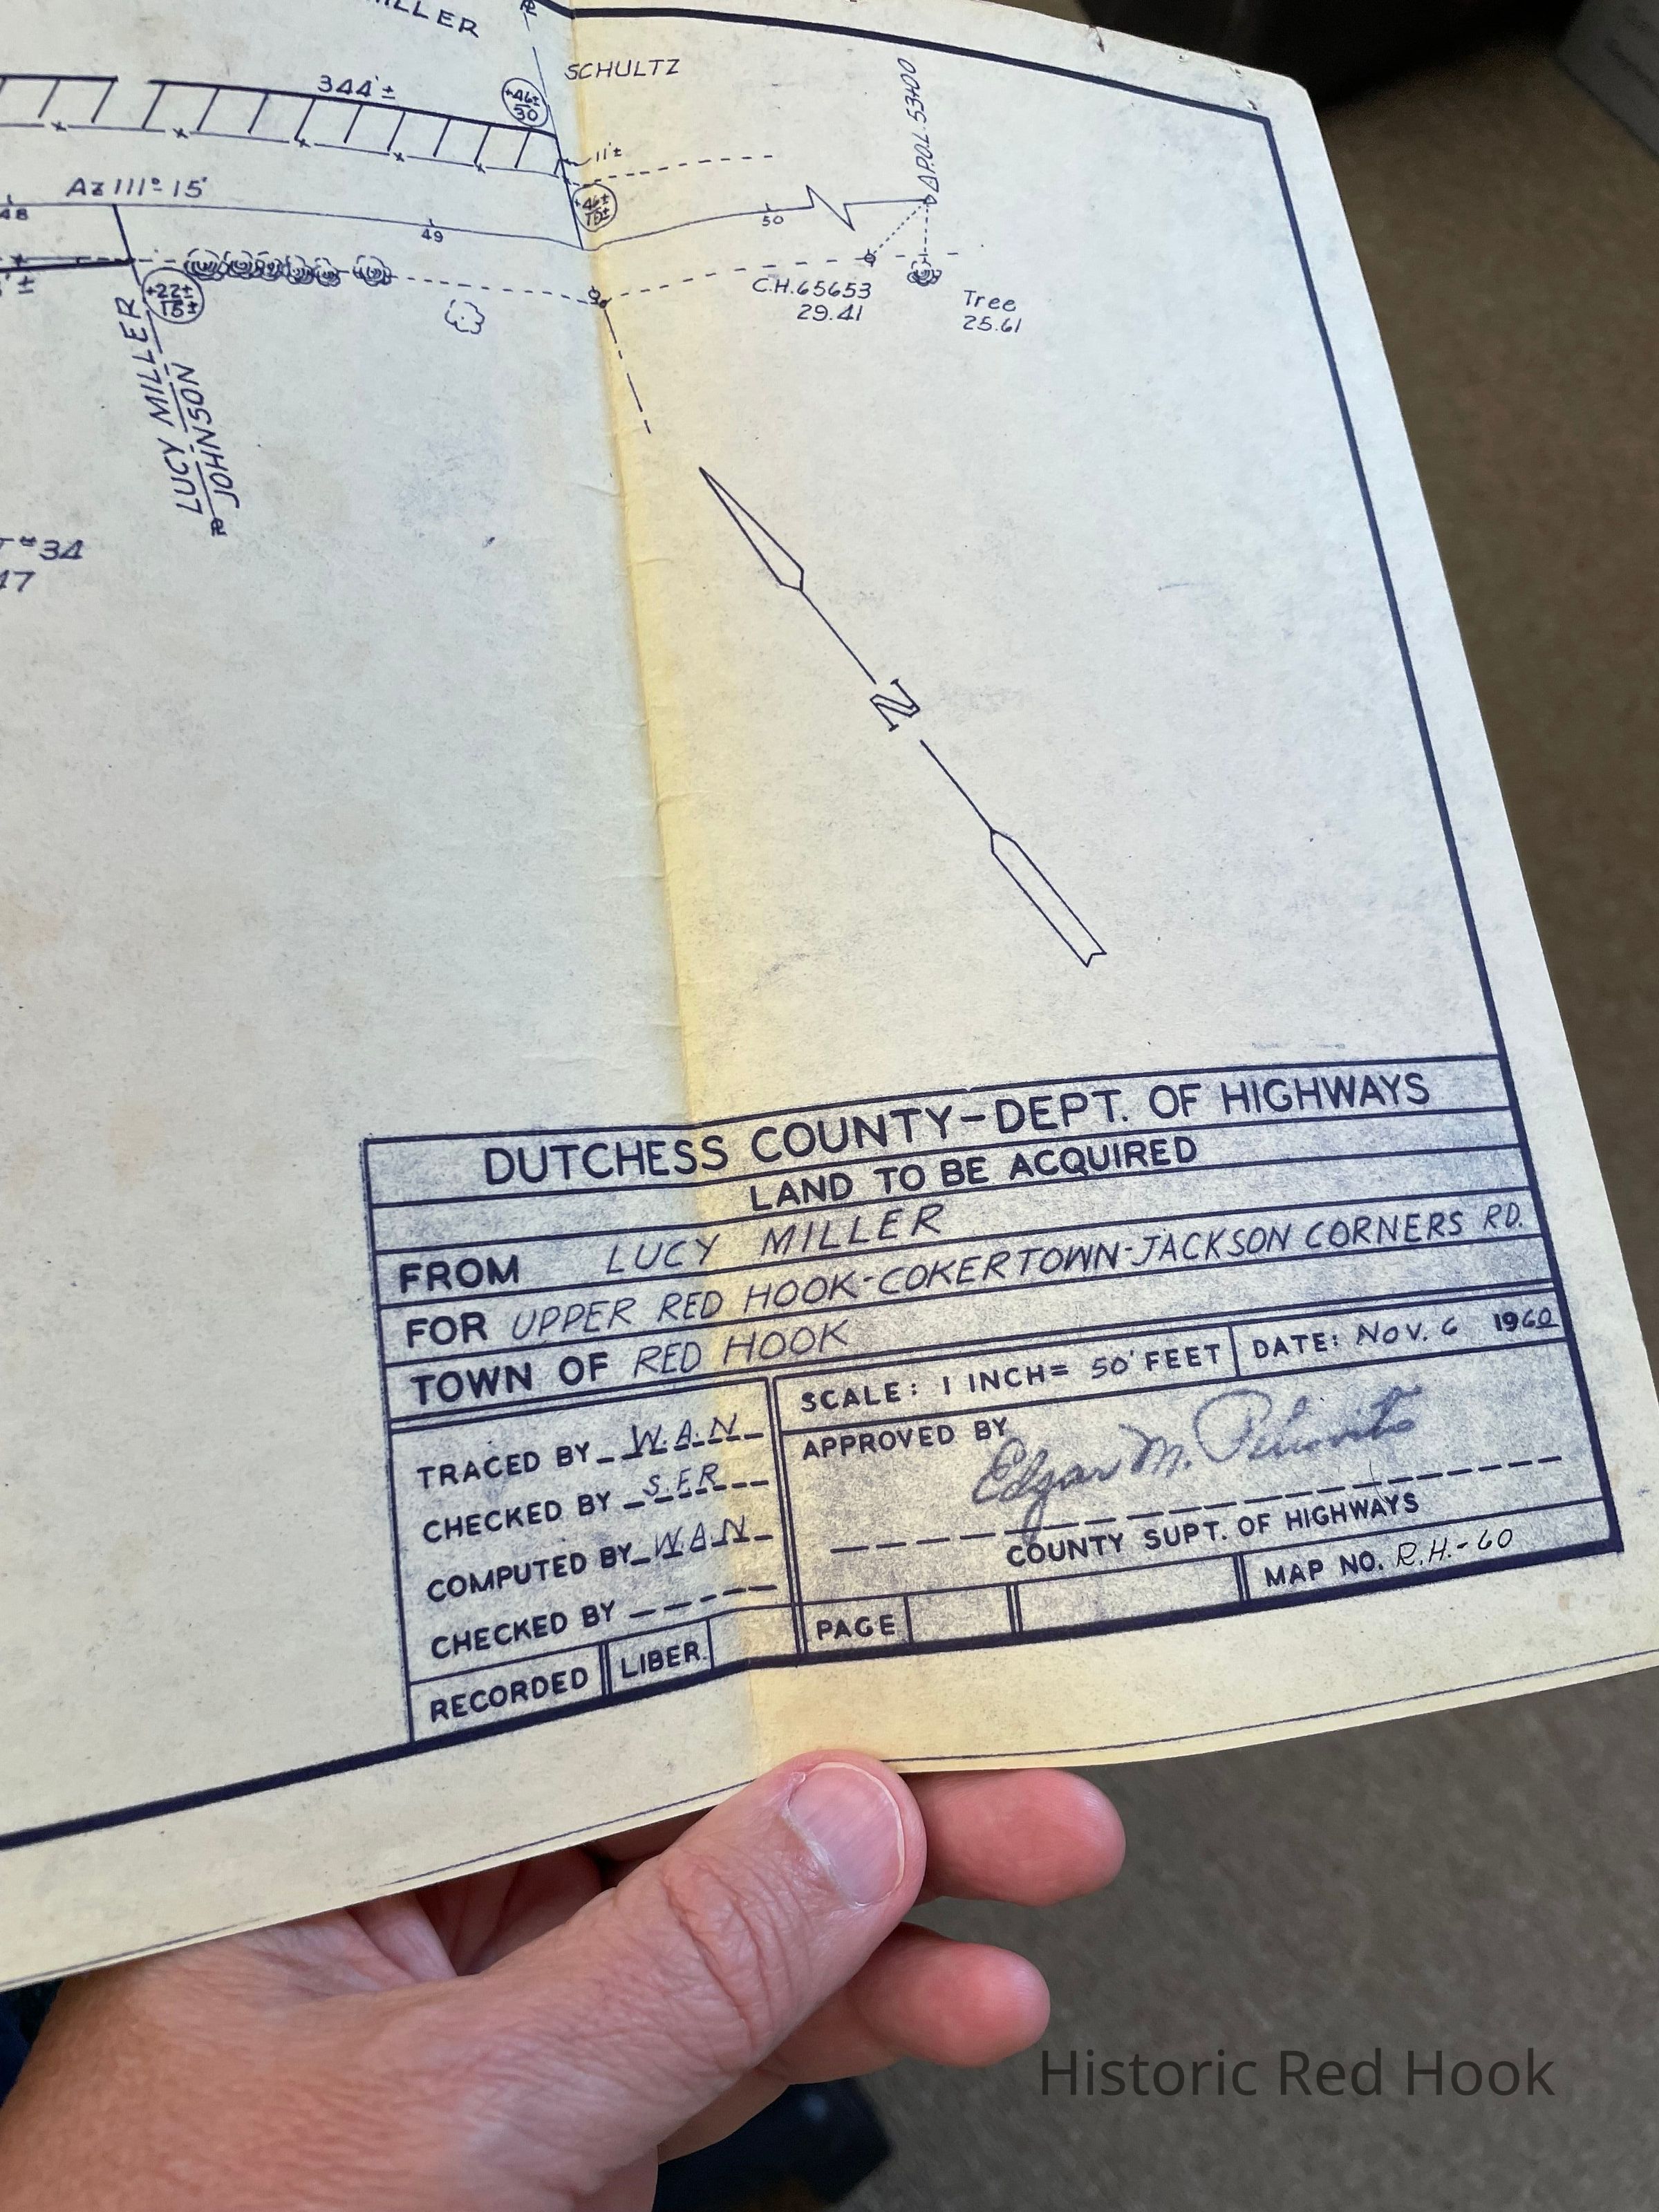 MILLER
SCHULTZ
344'±
+46±
30
Δ P.O.L. 53+00
11'±
Az 111° 15'
+46±
15±
48
49
50
'±
+22±
15±
C.H. 65653
29.41
Tree
25.61
LUCY MILLER
JOHNSON
#34
47
N
DUTCHESS COUNTY-DEPT. OF HIGHWAYS
LAND TO BE ACQUIRED
FROM LUCY MILLER
FOR UPPER RED HOOK-COKERTOWN-JACKSON CORNERS RD.
TOWN OF RED HOOK
SCALE: 1 INCH= 50' FEET
DATE: NOV. 6 1960
TRACED BY W.A.N.
CHECKED BY S.F.R.
COMPUTED BY W.A.N.
CHECKED BY
APPROVED BY
Edgar M.
COUNTY SUPT. OF HIGHWAYS
RECORDED LIBER. PAGE
MAP NO. R.H.-60
Historic Red Hook